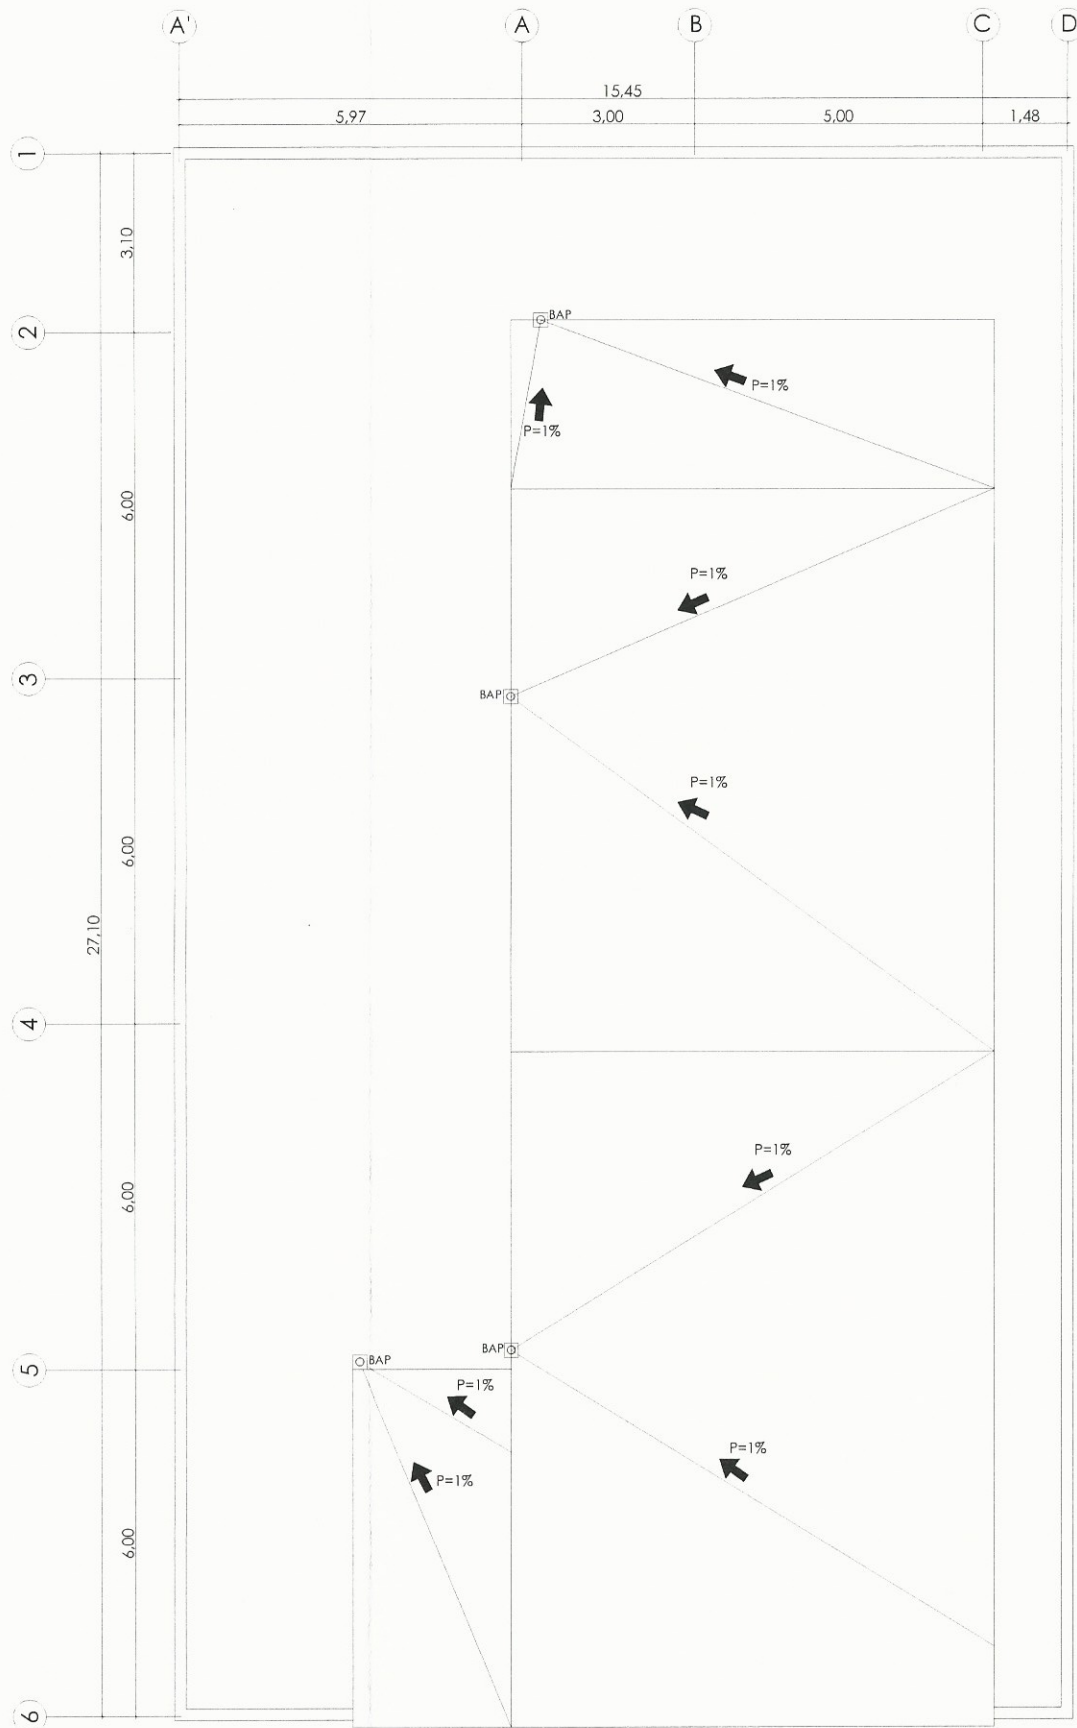 A'
A
B
C
D
15,45
5,97
3,00
5,00
1,48
1
3,10
2
BAP
P=1%
P=1%
6,00
P=1%
3
BAP
P=1%
6,00
27,10
4
P=1%
6,00
BAP
BAP
5
P=1%
P=1%
P=1%
6,00
6